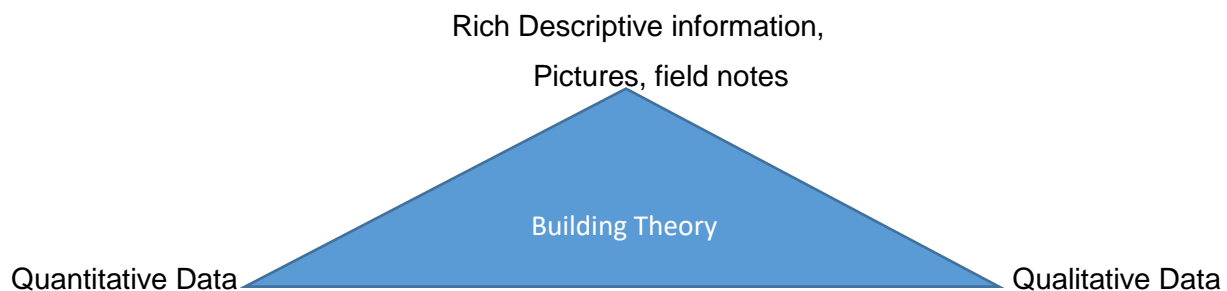 Rich Descriptive information,
Pictures, field notes
Building Theory
Quantitative Data
Qualitative Data